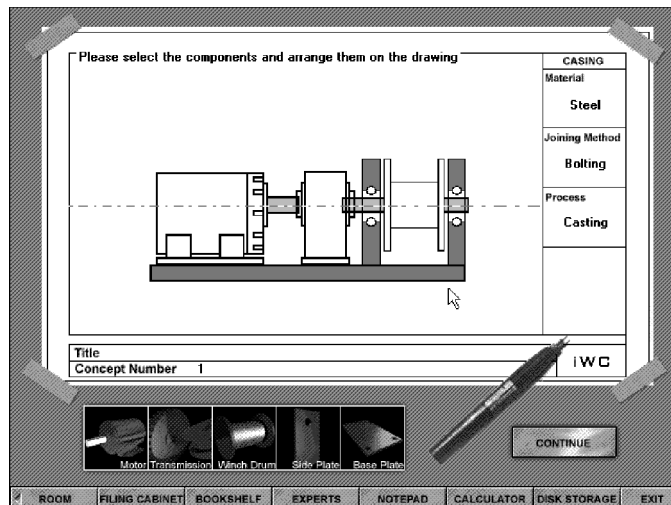 Please select the components and arrange them on the drawing
CASING
Material
Steel
Joining Method
Bolting
Process
Casting
Title
Concept Number 1
iWC
Motor Transmission Winch Drum Side Plate Base Plate
CONTINUE
ROOM FILING CABINET BOOKSHELF EXPERTS NOTEPAD CALCULATOR DISK STORAGE EXIT